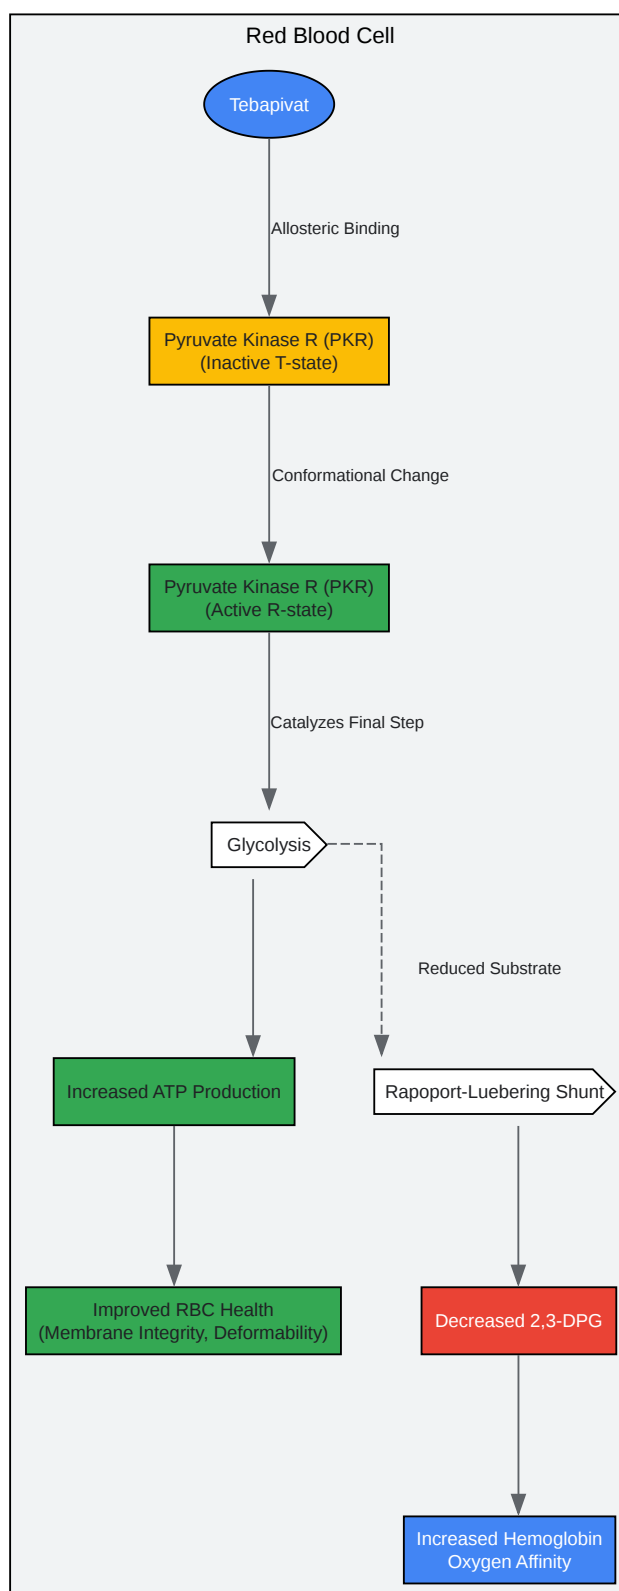 Red Blood Cell
Tebapivat
Allosteric Binding
Pyruvate Kinase R (PKR)
(Inactive T-state)
Conformational Change
Pyruvate Kinase R (PKR)
(Active R-state)
Catalyzes Final Step
Glycolysis
Reduced Substrate
Increased ATP Production
Rapoport-Luebering Shunt
Improved RBC Health
(Membrane Integrity, Deformability)
Decreased 2,3-DPG
Increased Hemoglobin
Oxygen Affinity